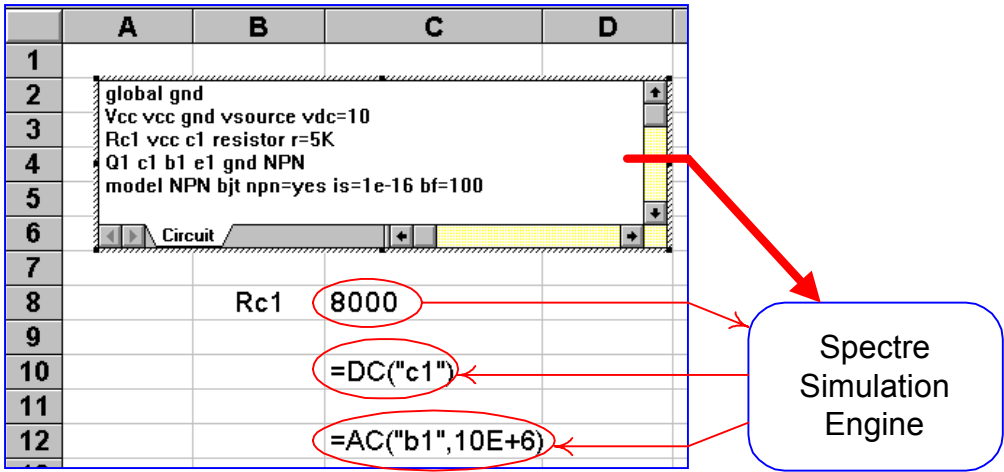 A B C D
1
2
3
4
5
6
7
8
9
10
11
12
global gnd
Vcc vcc gnd vsource vdc=10
Rc1 vcc c1 resistor r=5K
Q1 c1 b1 e1 gnd NPN
model NPN bjt npn=yes is=1e-16 bf=100
Circuit
Rc1 8000
=DC("c1")
=AC("b1",10E+6)
Spectre
Simulation
Engine